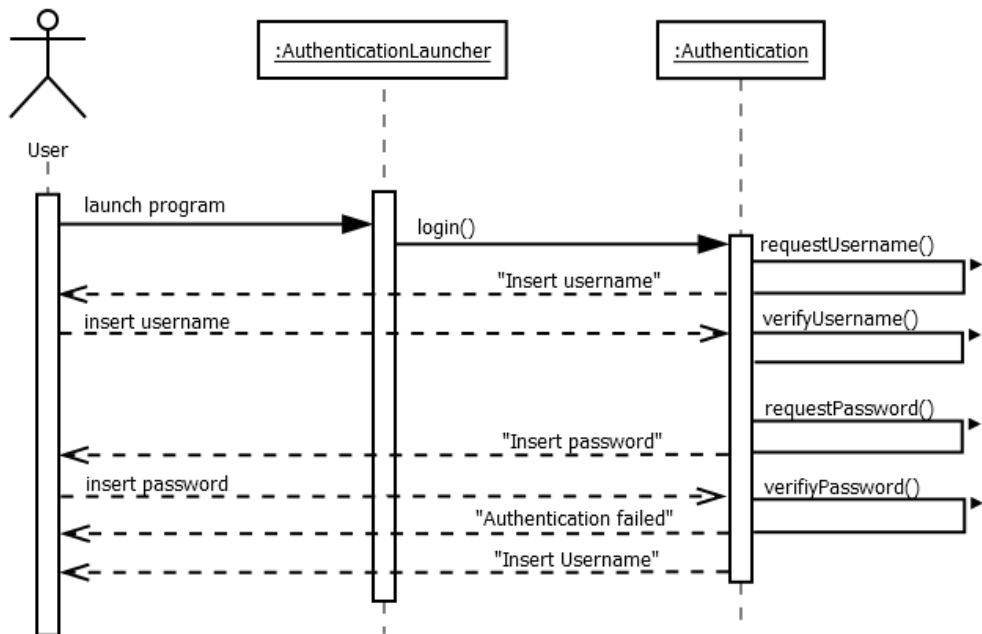 :AuthenticationLauncher
:Authentication
User
launch program
login()
requestUsername()
"Insert username"
insert username
verifyUsername()
requestPassword()
"Insert password"
insert password
verifiyPassword()
"Authentication failed"
"Insert Username"